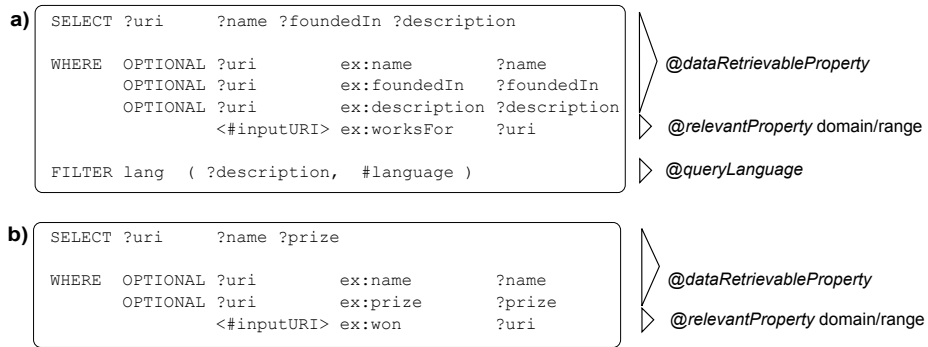 a) SELECT ?uri ?name ?foundedIn ?description
WHERE OPTIONAL ?uri ex:name ?name
OPTIONAL ?uri ex:foundedIn ?foundedIn
OPTIONAL ?uri ex:description ?description
<#inputURI> ex:worksFor ?uri
FILTER lang ( ?description, #language )
@dataRetrievableProperty
@relevantProperty domain/range
@queryLanguage
b) SELECT ?uri ?name ?prize
WHERE OPTIONAL ?uri ex:name ?name
OPTIONAL ?uri ex:prize ?prize
<#inputURI> ex:won ?uri
@dataRetrievableProperty
@relevantProperty domain/range